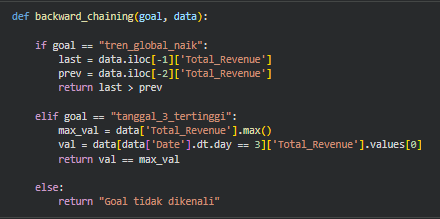 def backward_chaining(goal, data):
    if goal == "tren_global_naik":
        last = data.iloc[-1]['Total_Revenue']
        prev = data.iloc[-2]['Total_Revenue']
        return last > prev
    elif goal == "tanggal_3_tertinggi":
        max_val = data['Total_Revenue'].max()
        val = data[data['Date'].dt.day == 3]['Total_Revenue'].values[0]
        return val == max_val
    else:
        return "Goal tidak dikenali"